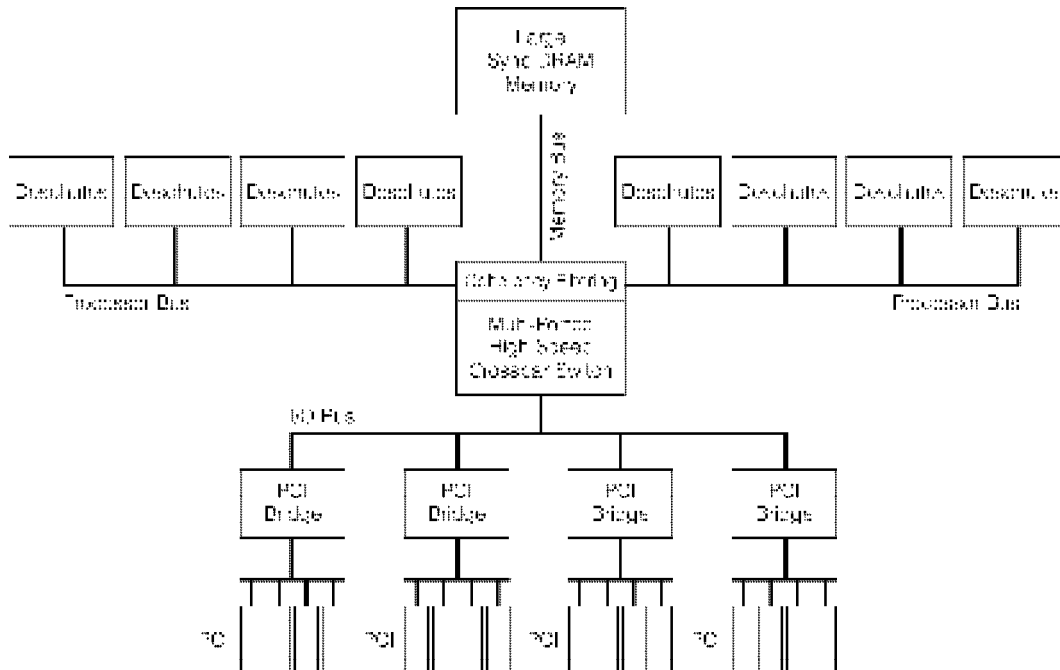 Large
Sync DRAM
Memory
Memory Bus
Deschutes
Deschutes
Deschutes
Deschutes
Deschutes
Deschutes
Deschutes
Deschutes
Coherency Filtering
Processor Bus
Processor Bus
Multi-Ported
High Speed
Crossbar Switch
I/O Bus
PCI
Bridge
PCI
Bridge
PCI
Bridge
PCI
Bridge
PCI
PCI
PCI
PCI